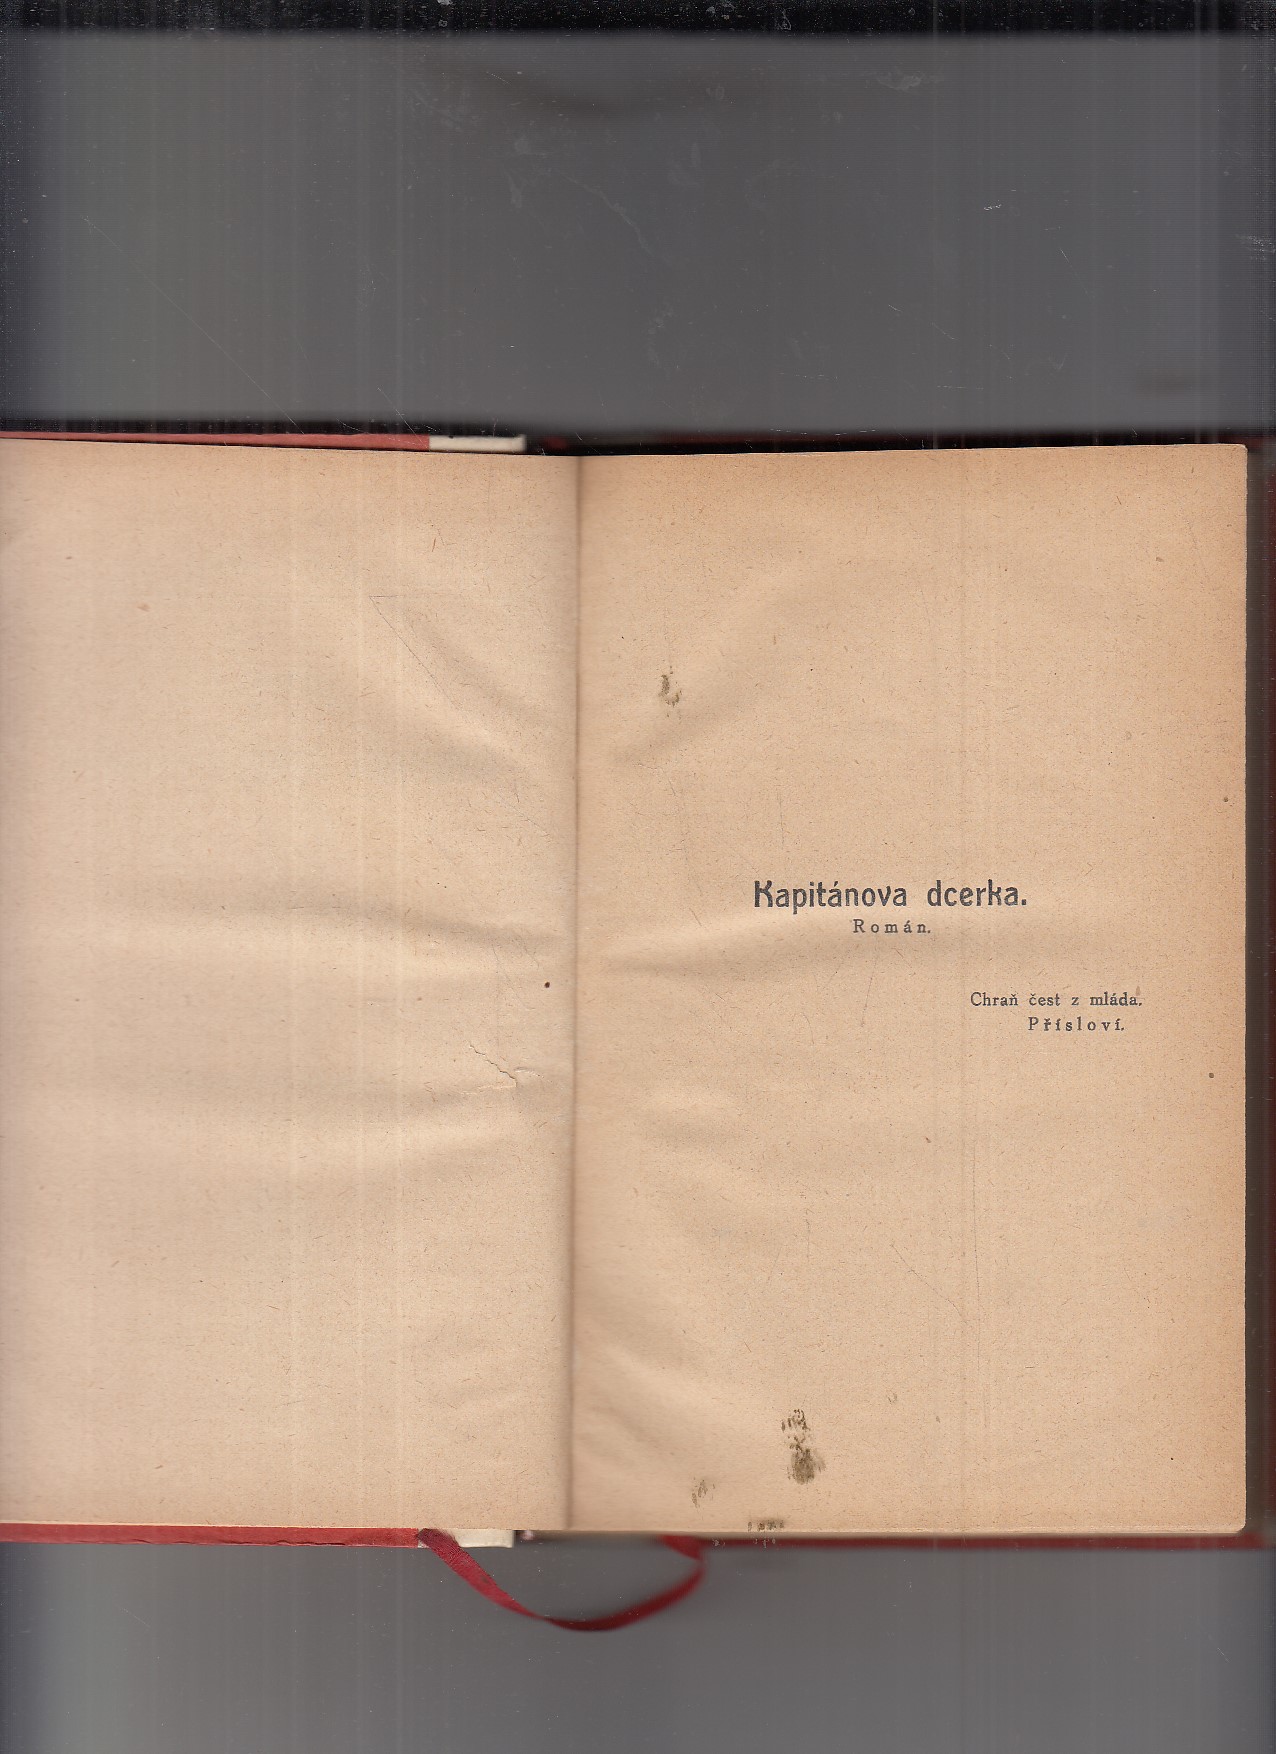 Kapitánova dcerka.
Román.
Chraň čest z mláda.
Přísloví.